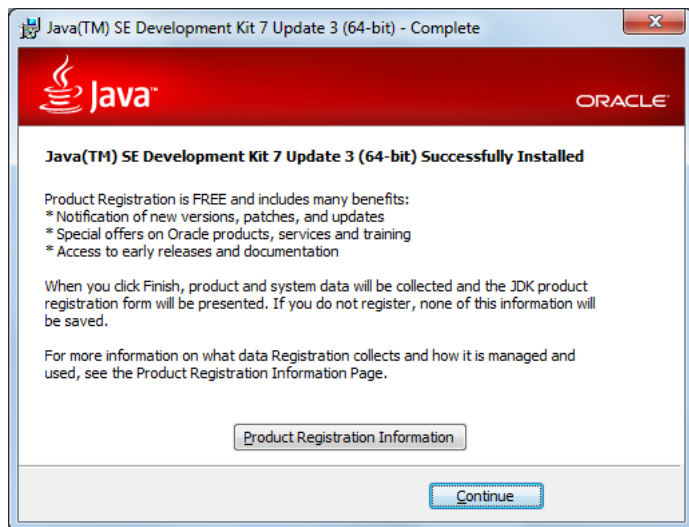 Java(TM) SE Development Kit 7 Update 3 (64-bit) - Complete
Java™
ORACLE
Java(TM) SE Development Kit 7 Update 3 (64-bit) Successfully Installed
Product Registration is FREE and includes many benefits:
* Notification of new versions, patches, and updates
* Special offers on Oracle products, services and training
* Access to early releases and documentation
When you click Finish, product and system data will be collected and the JDK product
registration form will be presented. If you do not register, none of this information will
be saved.
For more information on what data Registration collects and how it is managed and
used, see the Product Registration Information Page.
Product Registration Information
Continue